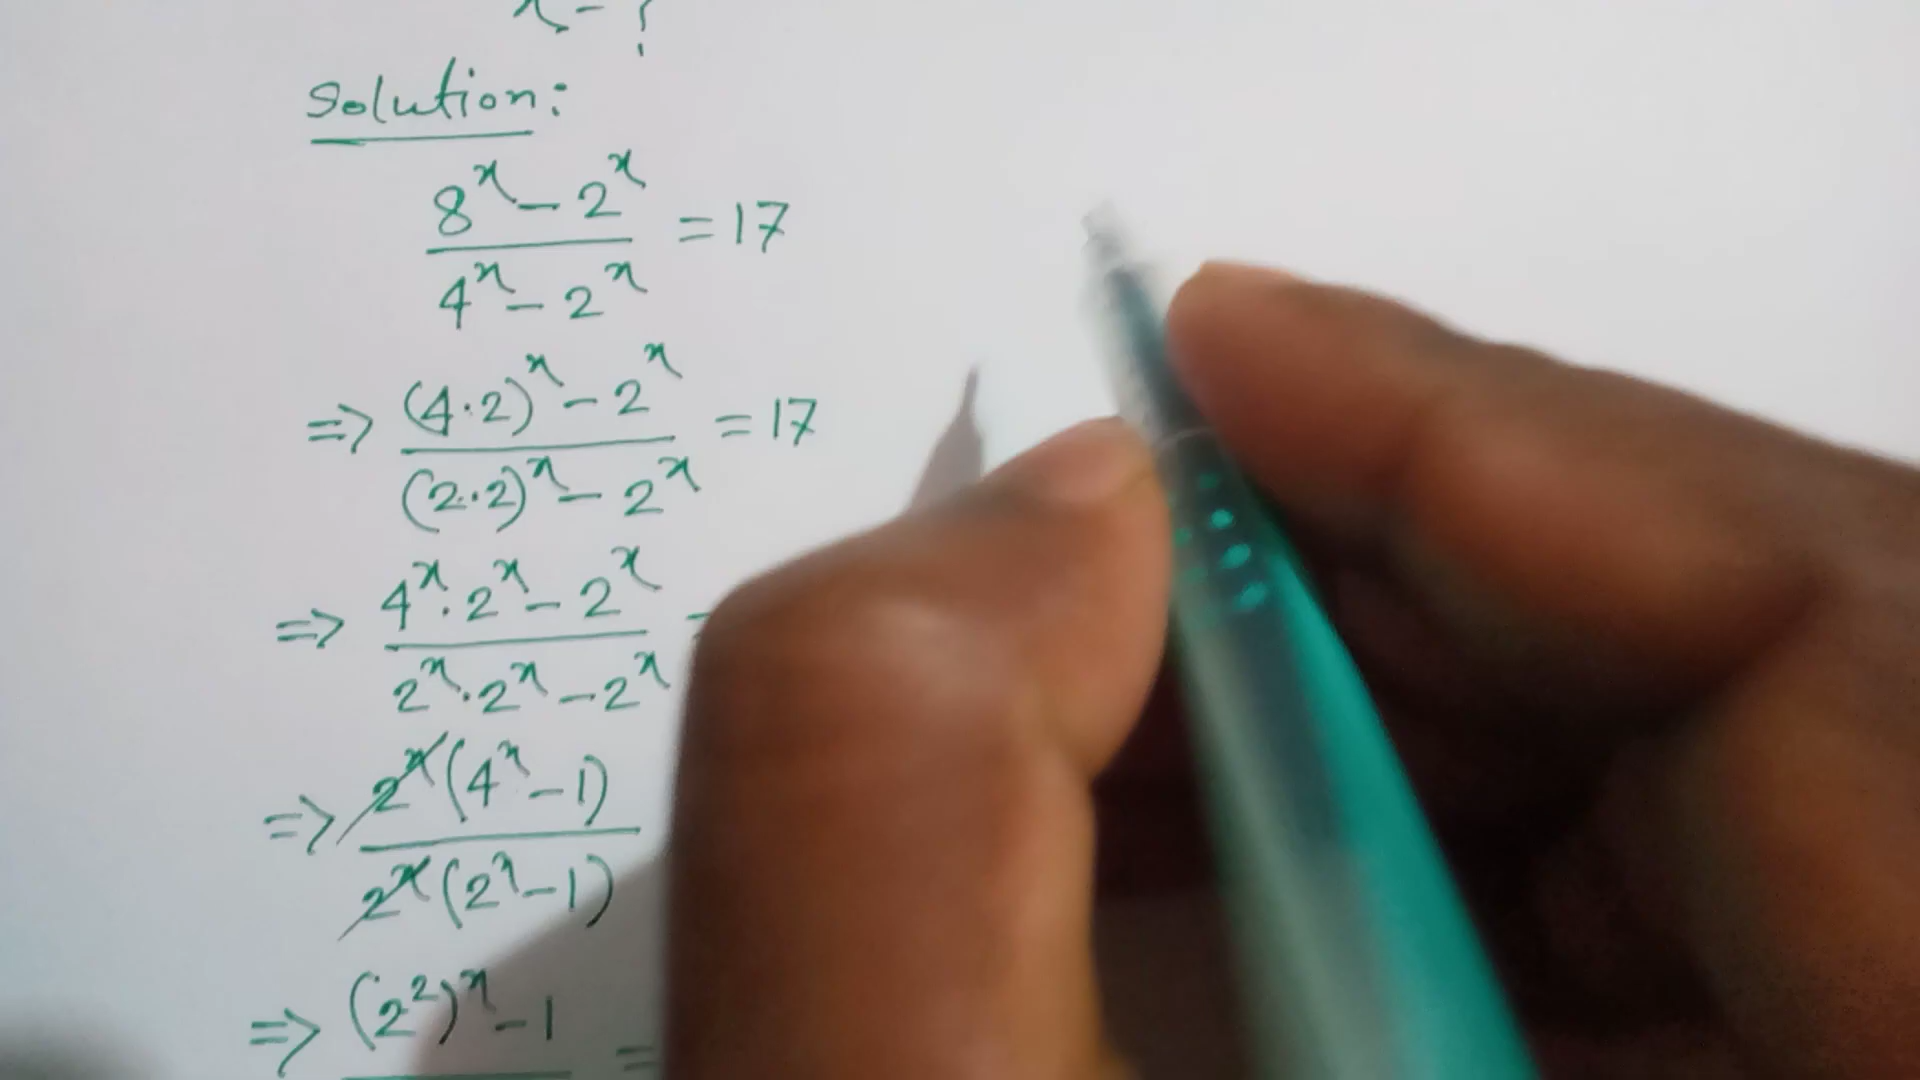 x = ?
Solution:
8^x - 2^x
/ 4^x - 2^x = 17
=> (4·2)^x - 2^x
/ (2·2)^x - 2^x = 17
=> 4^x · 2^x - 2^x
/ 2^x · 2^x - 2^x
=> 2^x (4^x - 1)
/ 2^x (2^x - 1)
=> (2^2)^x - 1 =